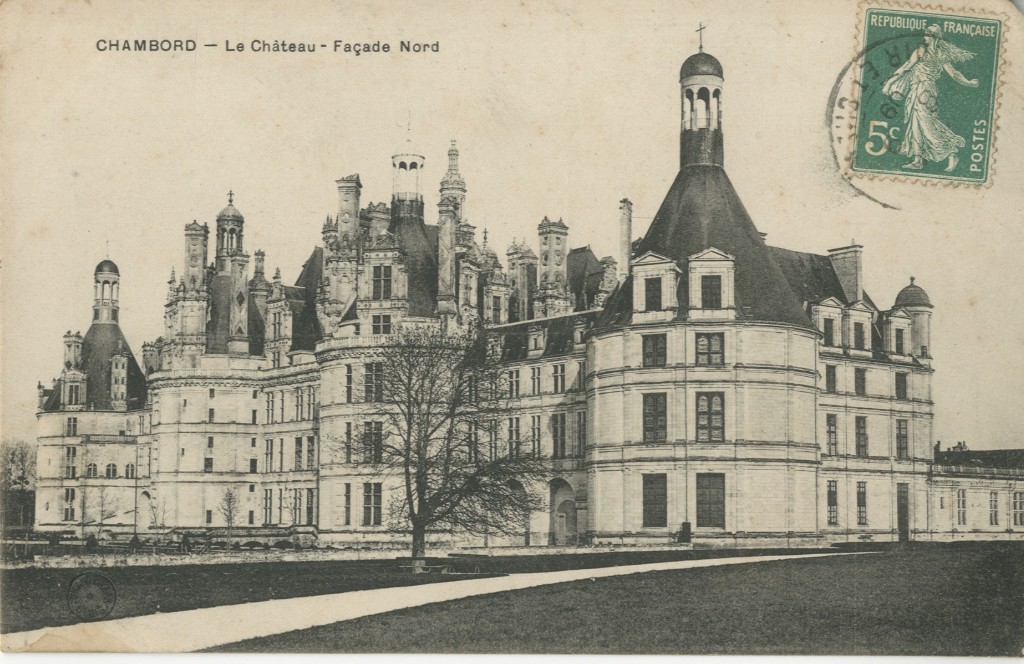 CHAMBORD — Le Château - Façade Nord
REPUBLIQUE FRANÇAISE
5c
POSTES